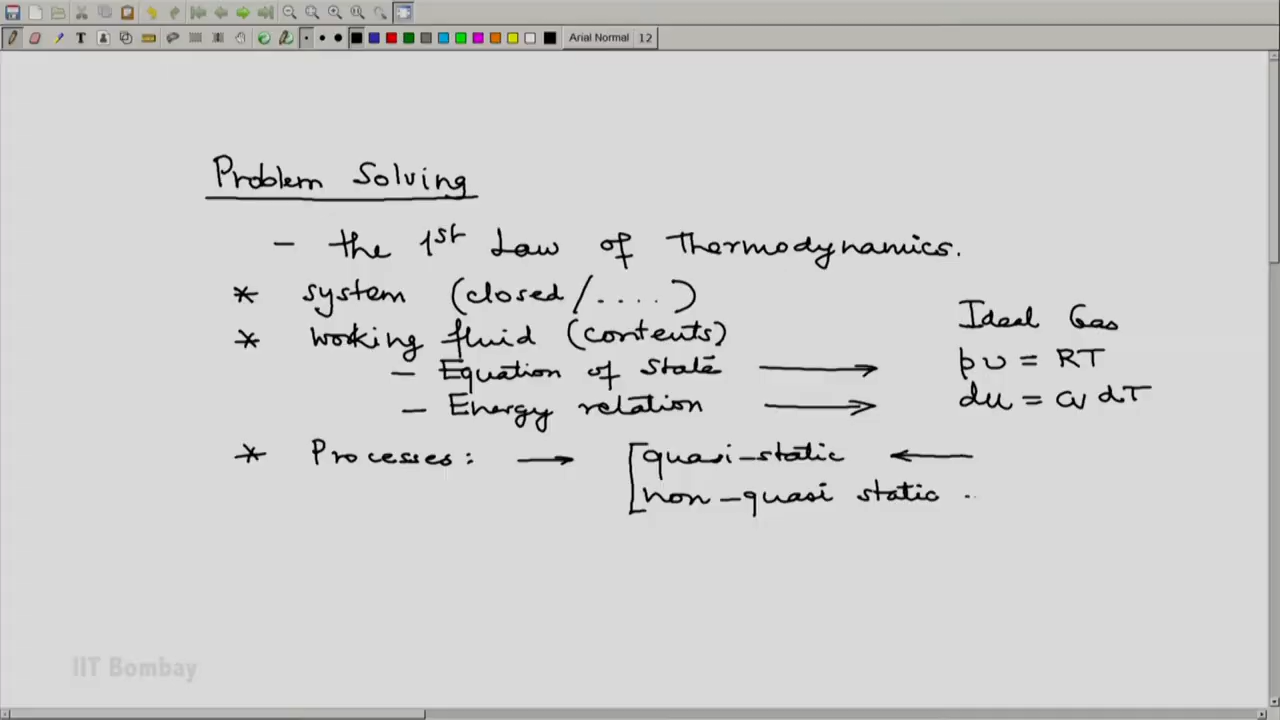 Arial Normal 12
Problem Solving
- the 1st Law of Thermodynamics.
* system (closed/.....)
* working fluid (contents)
- Equation of state →
- Energy relation →
Ideal Gas
pv = RT
du = cv dT
* Processes: → [quasi-static ←
non-quasi static .
IIT Bombay